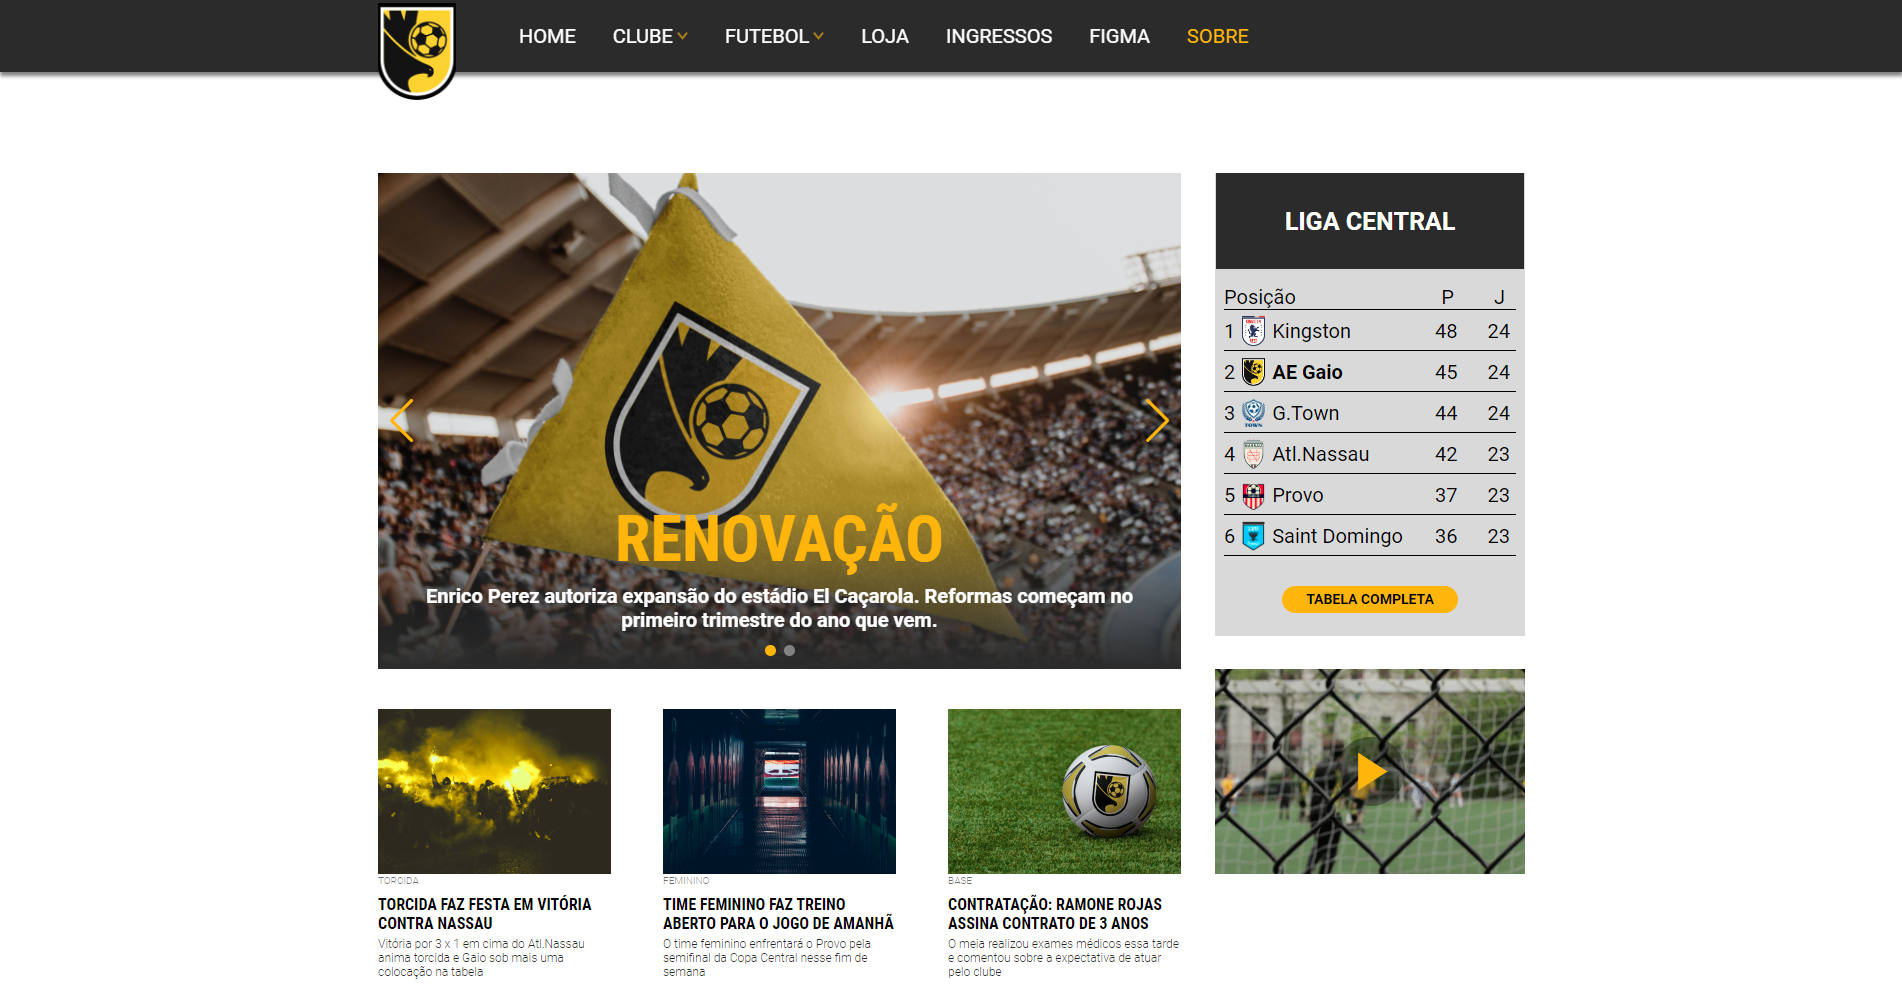 HOME CLUBE FUTEBOL LOJA INGRESSOS FIGMA SOBRE
RENOVAÇÃO
Enrico Perez autoriza expansão do estádio El Caçarola. Reformas começam no
primeiro trimestre do ano que vem.
LIGA CENTRAL
Posição P J
1 Kingston 48 24
2 AE Gaio 45 24
3 G.Town 44 24
4 Atl.Nassau 42 23
5 Provo 37 23
6 Saint Domingo 36 23
TABELA COMPLETA
TORCIDA
TORCIDA FAZ FESTA EM VITÓRIA
CONTRA NASSAU
Vitória por 3 x 1 em cima do Atl.Nassau
anima torcida e Gaio sob mais uma
colocação na tabela
FEMININO
TIME FEMININO FAZ TREINO
ABERTO PARA O JOGO DE AMANHÃ
O time feminino enfrentará o Provo pela
semifinal da Copa Central nesse fim de
semana
BASE
CONTRATAÇÃO: RAMONE ROJAS
ASSINA CONTRATO DE 3 ANOS
O meia realizou exames médicos essa tarde
e comentou sobre a expectativa de atuar
pelo clube